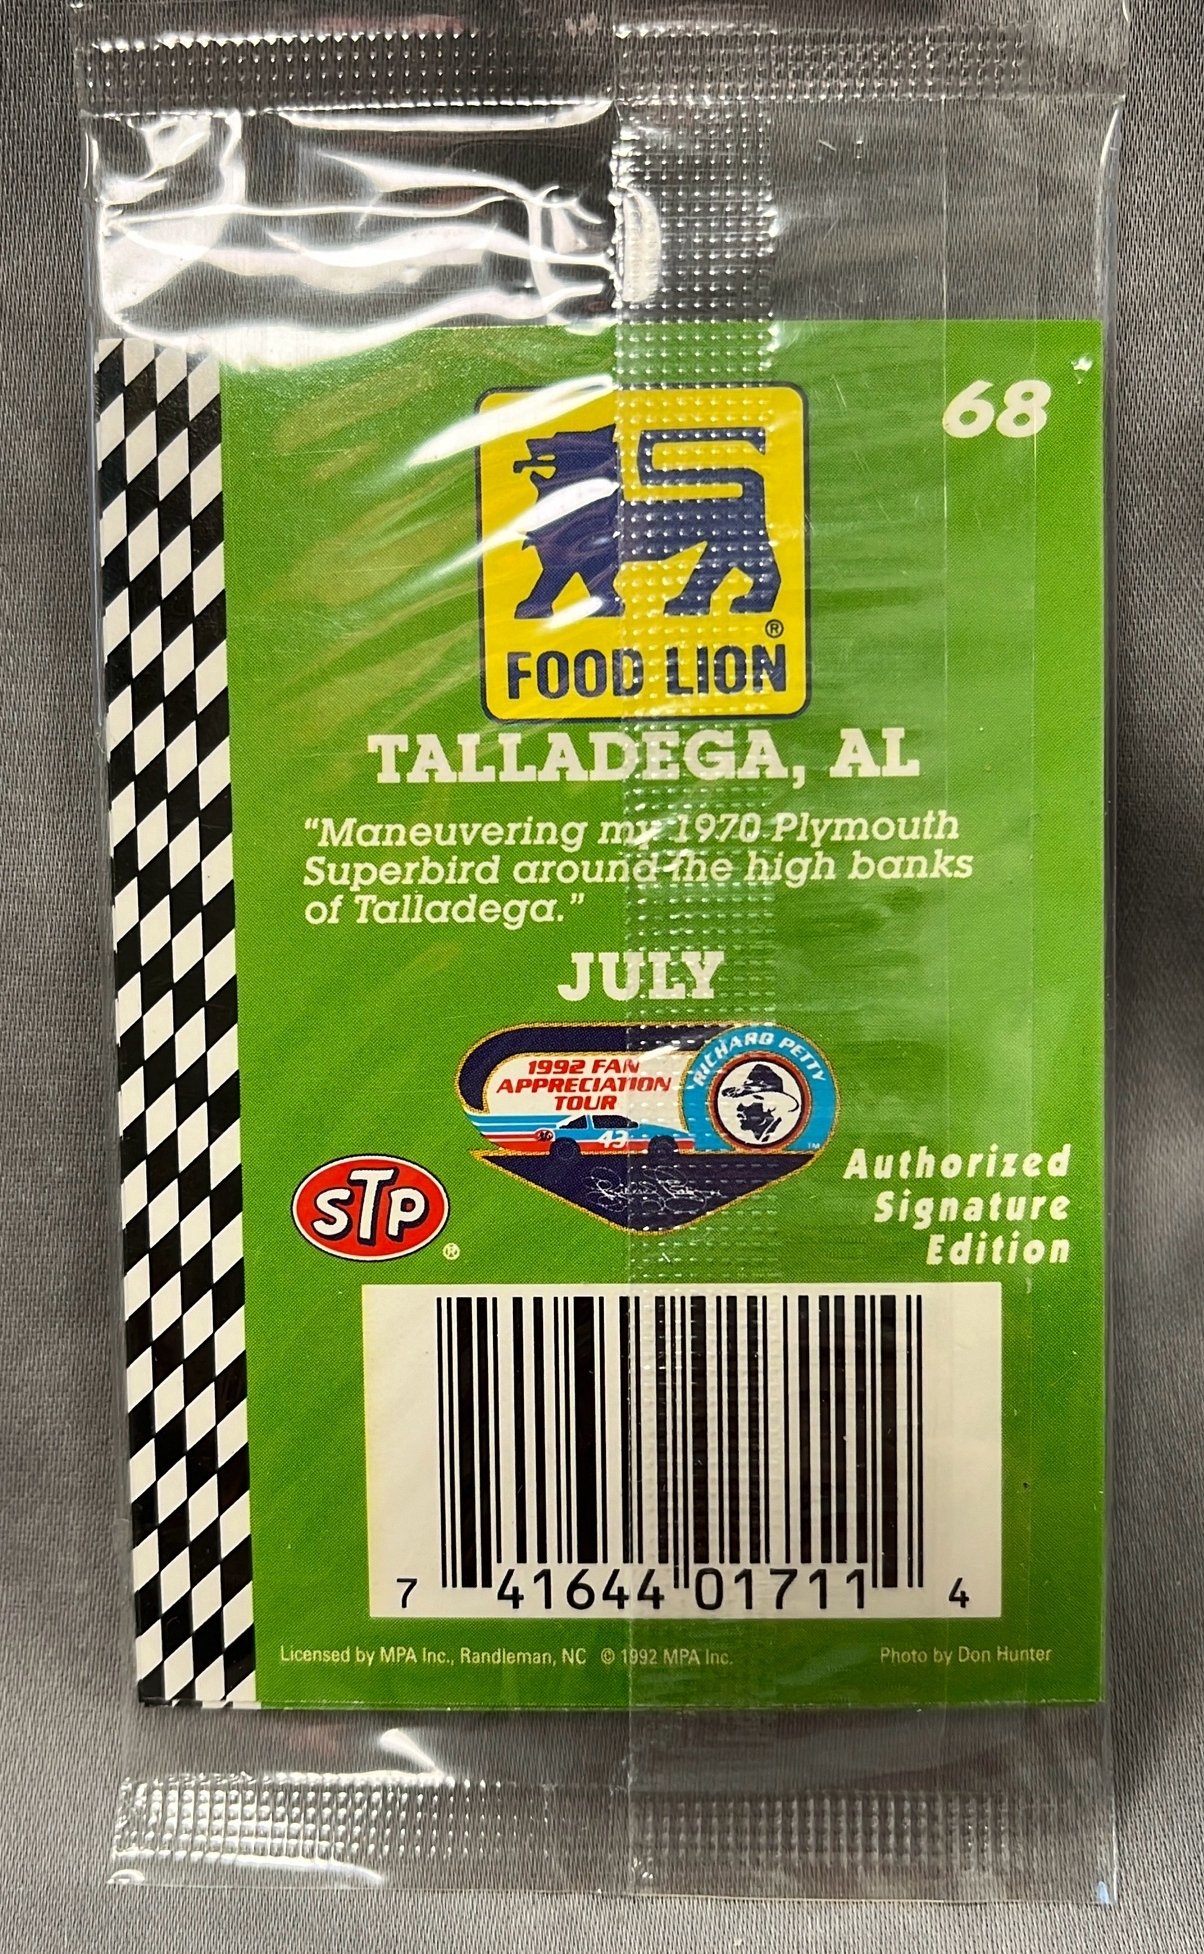 68
FOOD LION
®
TALLADEGA, AL
"Maneuvering my 1970 Plymouth
Superbird around the high banks
of Talladega."
JULY
1992 FAN
APPRECIATION
TOUR
RICHARD PETTY
43
TM
STP
®
Authorized
Signature
Edition
7 41644 01711 4
Licensed by MPA Inc., Randleman, NC © 1992 MPA Inc.
Photo by Don Hunter